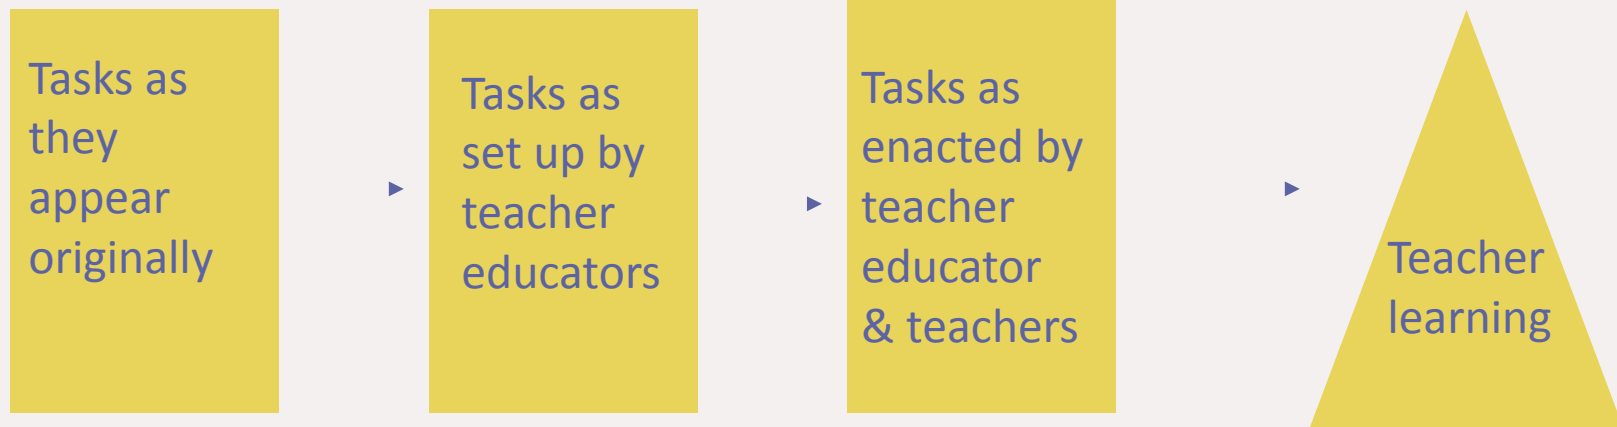 Tasks as
they
appear
originally
Tasks as
set up by
teacher
educators
Tasks as
enacted by
teacher
educator
& teachers
Teacher
learning